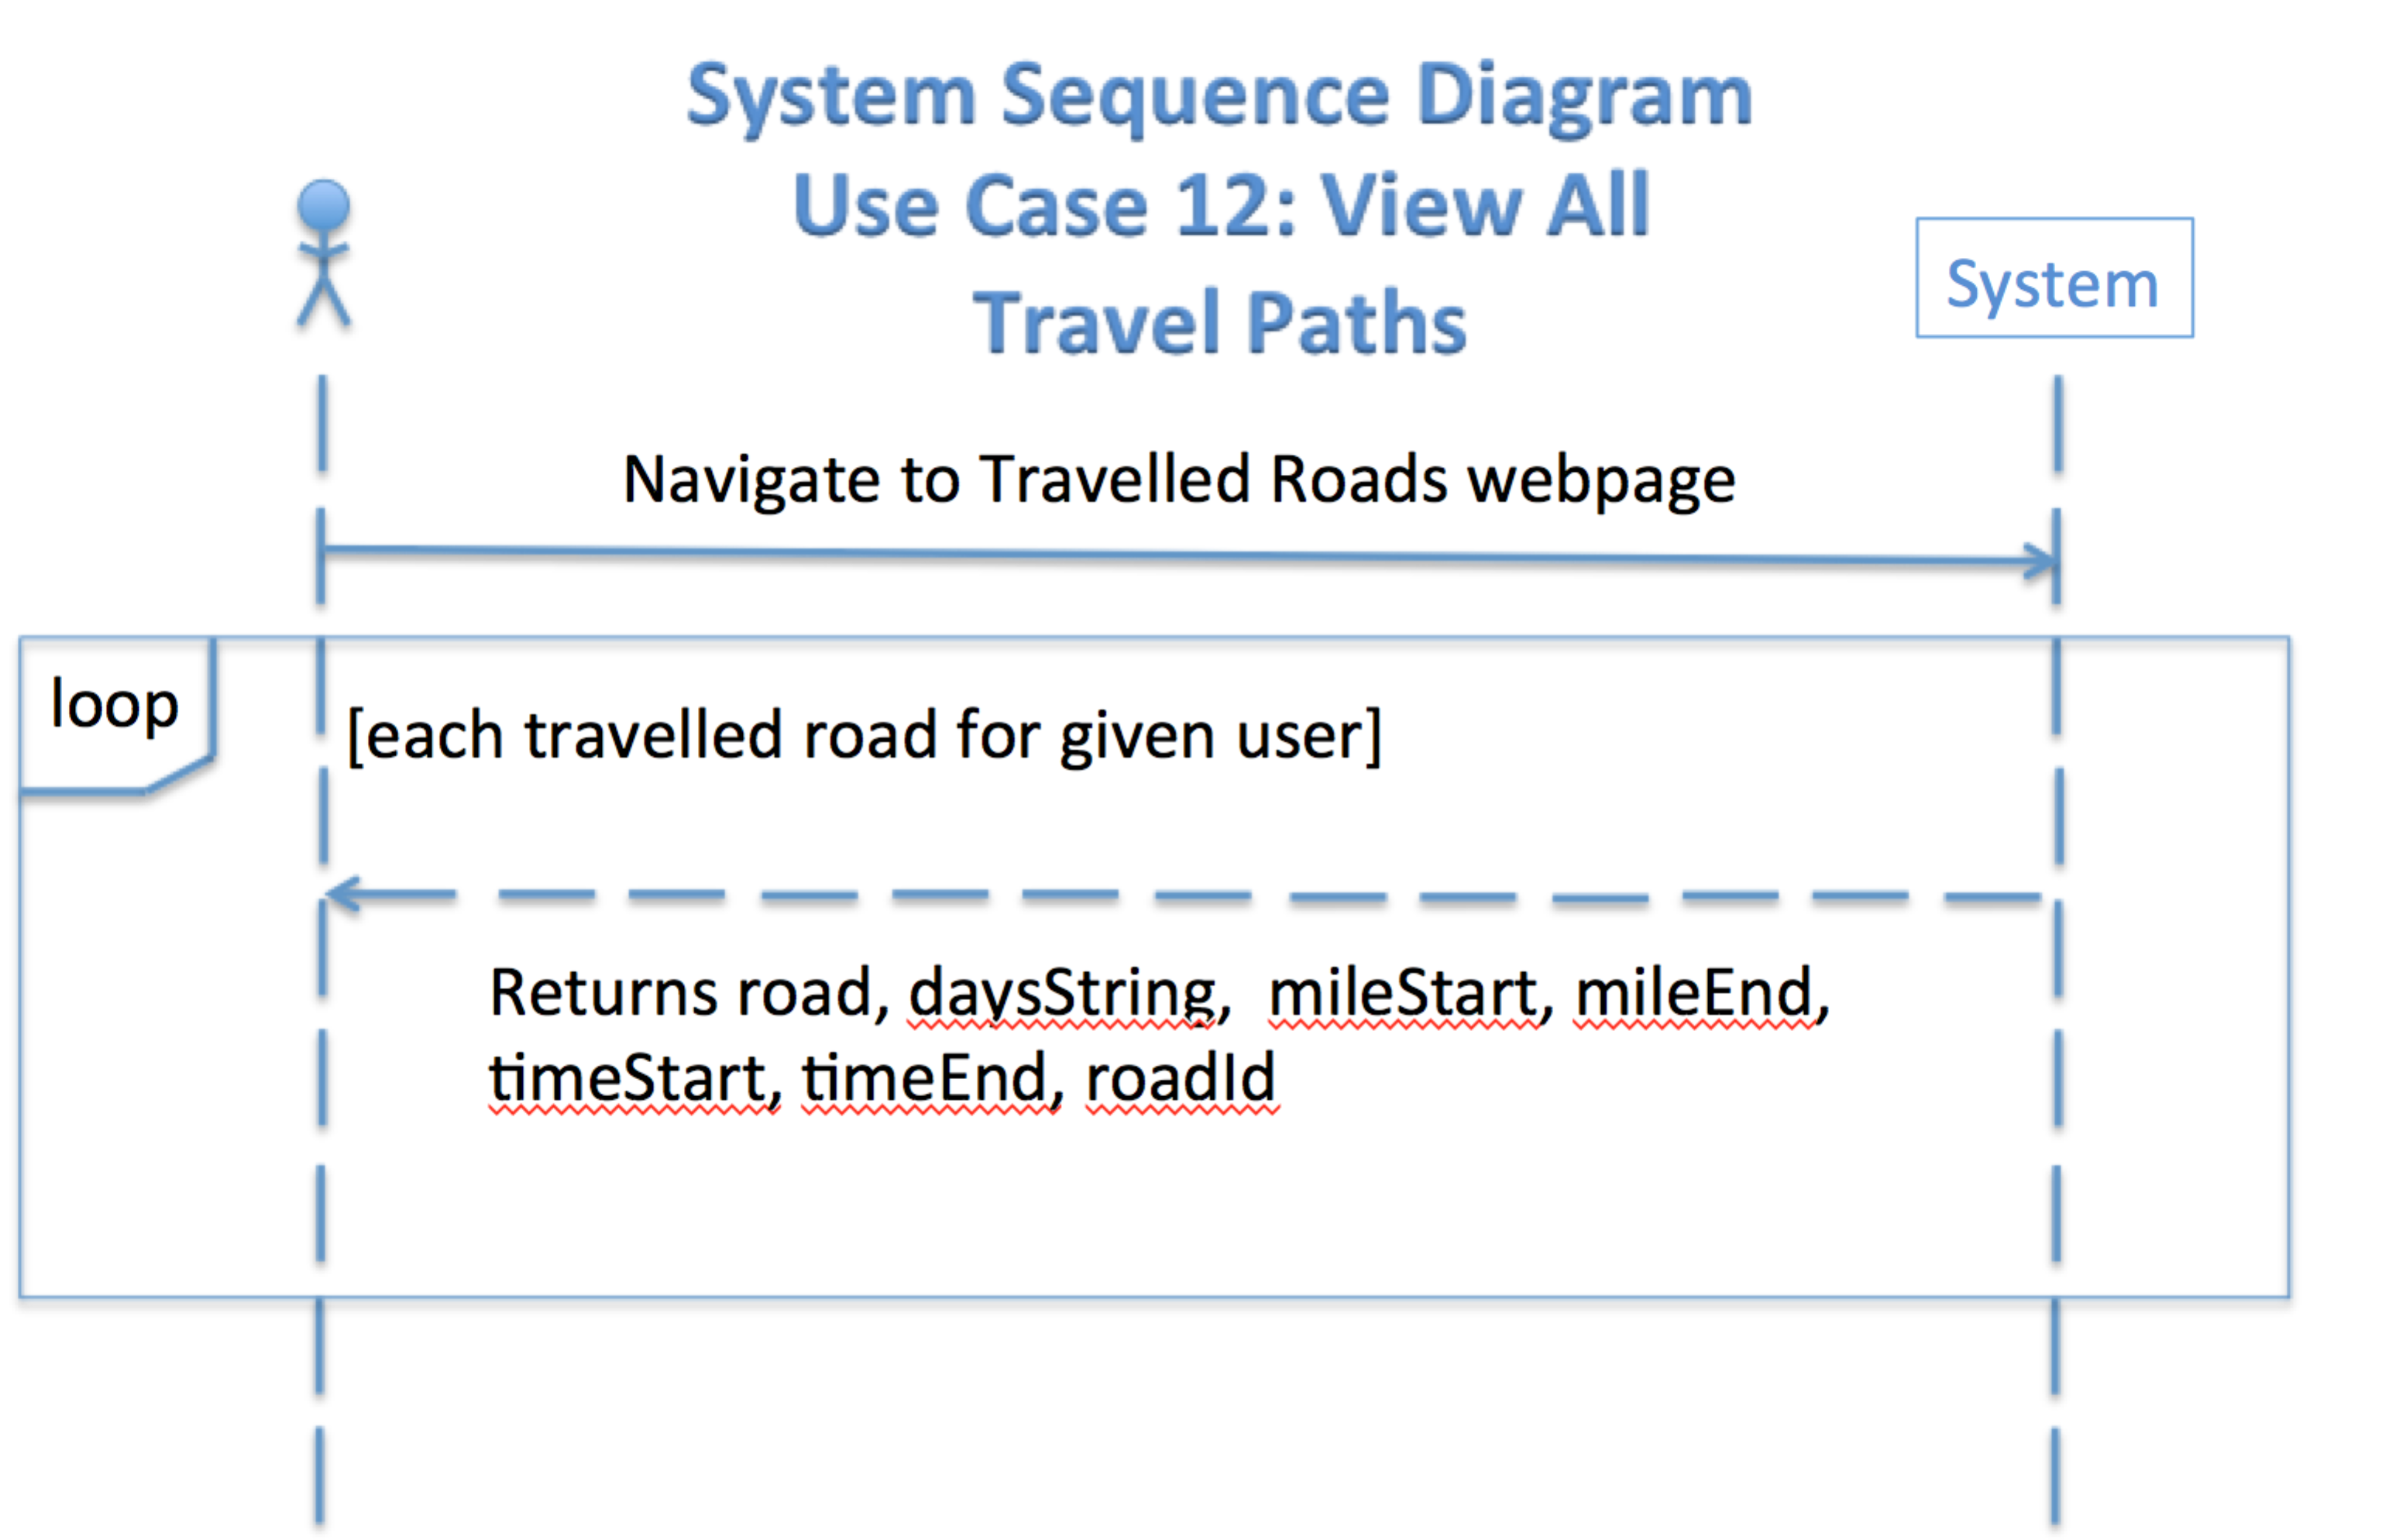 System Sequence Diagram
Use Case 12: View All
Travel Paths
System
Navigate to Travelled Roads webpage
loop
[each travelled road for given user]
Returns road, daysString,  mileStart, mileEnd,
timeStart, timeEnd, roadId